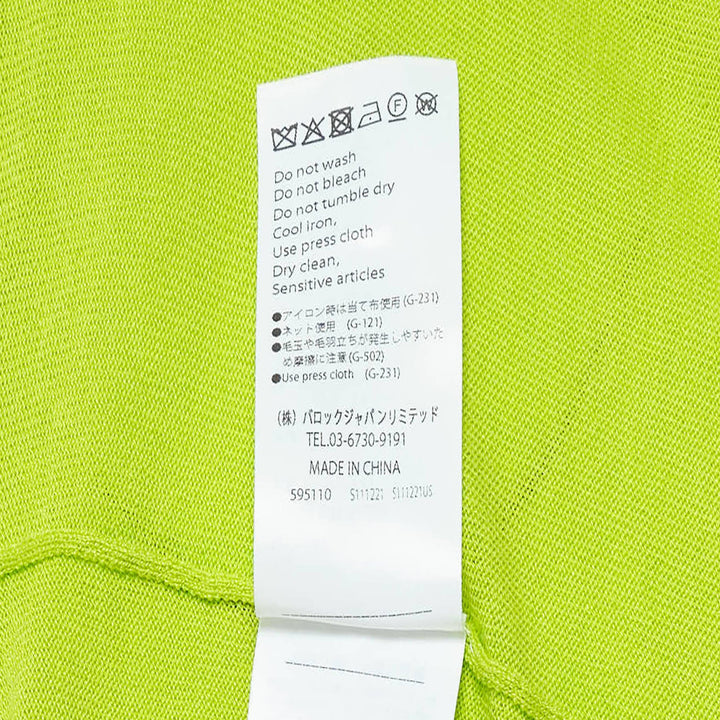 F W
Do not wash
Do not bleach
Do not tumble dry
Cool iron,
Use press cloth
Dry clean,
Sensitive articles
●アイロン時は当て布使用 (G-231)
●ネット使用 (G-121)
●毛玉や毛羽立ちが発生しやすいた
め摩擦に注意 (G-502)
●Use press cloth (G-231)
(株) バロックジャパンリミテッド
TEL.03-6730-9191
MADE IN CHINA
595110 S111221 S111221US